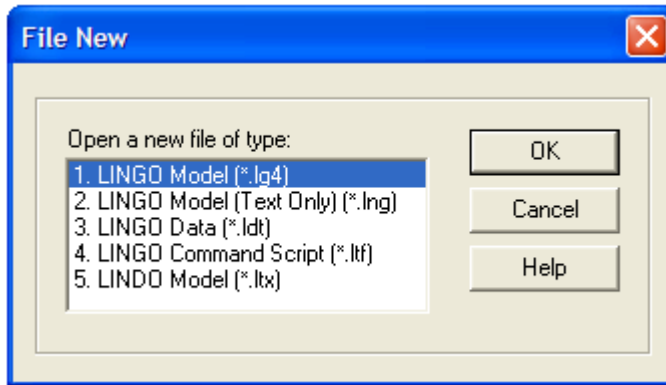 File New
Open a new file of type:
1. LINGO Model (*.lg4)
2. LINGO Model (Text Only) (*.lng)
3. LINGO Data (*.ldt)
4. LINGO Command Script (*.ltf)
5. LINDO Model (*.ltx)
OK
Cancel
Help